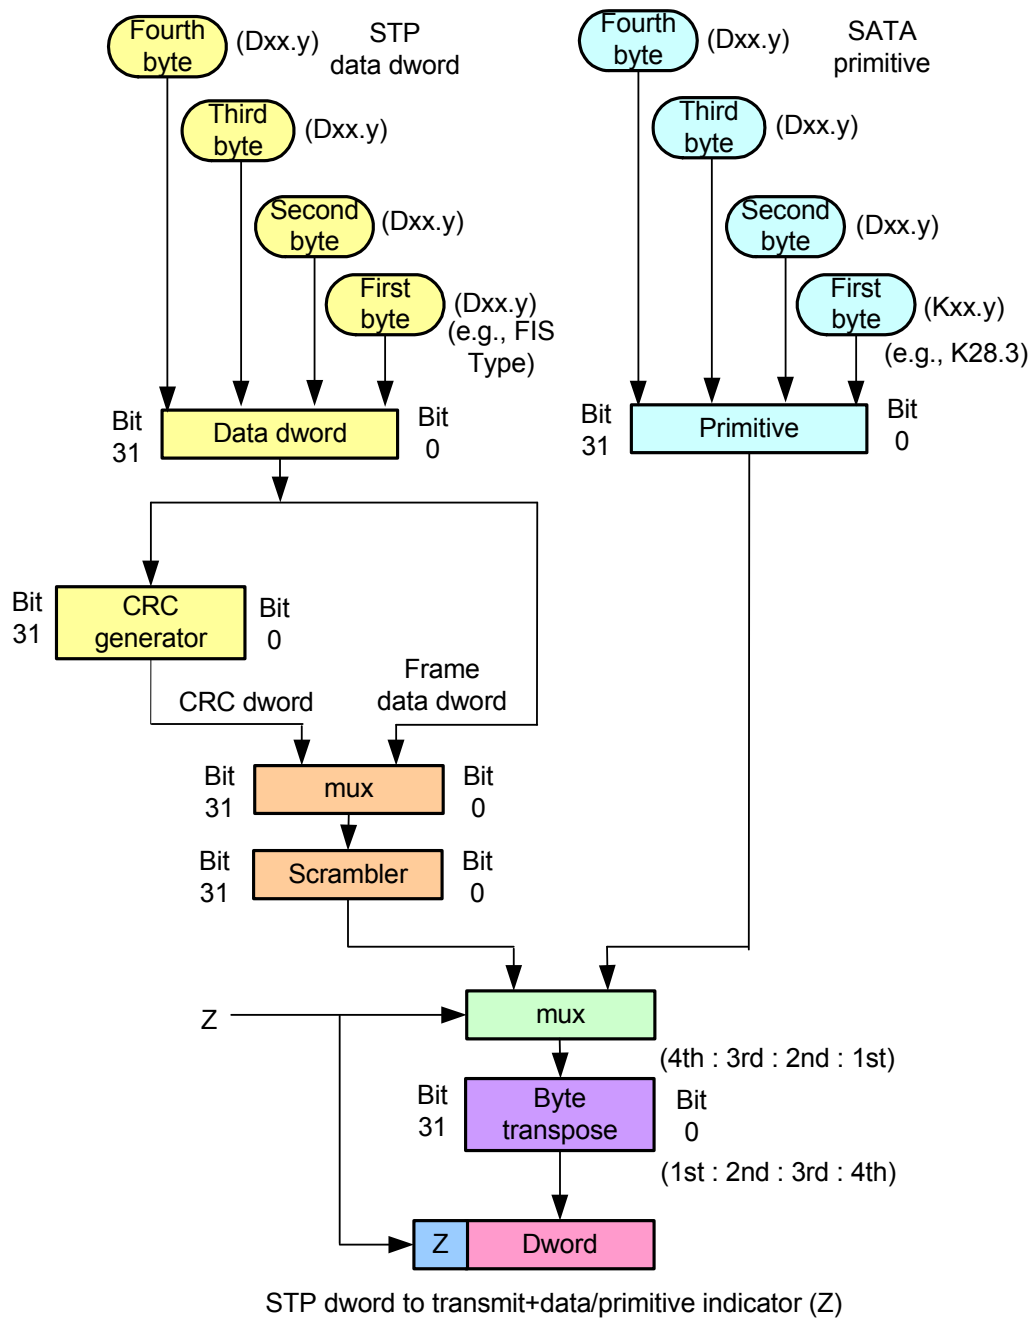 Fourth
byte
(Dxx.y)
STP
data dword
Third
byte
(Dxx.y)
Second
byte
(Dxx.y)
First
byte
(Dxx.y)
(e.g., FIS
Type)
Bit
31
Data dword
Bit
0
Fourth
byte
(Dxx.y)
SATA
primitive
Third
byte
(Dxx.y)
Second
byte
(Dxx.y)
First
byte
(Kxx.y)
(e.g., K28.3)
Bit
31
Primitive
Bit
0
Bit
31
CRC
generator
Bit
0
CRC dword
Frame
data dword
Bit
31
mux
Bit
0
Bit
31
Scrambler
Bit
0
Z
mux
(4th : 3rd : 2nd : 1st)
Bit
31
Byte
transpose
Bit
0
(1st : 2nd : 3rd : 4th)
Z
Dword
STP dword to transmit+data/primitive indicator (Z)